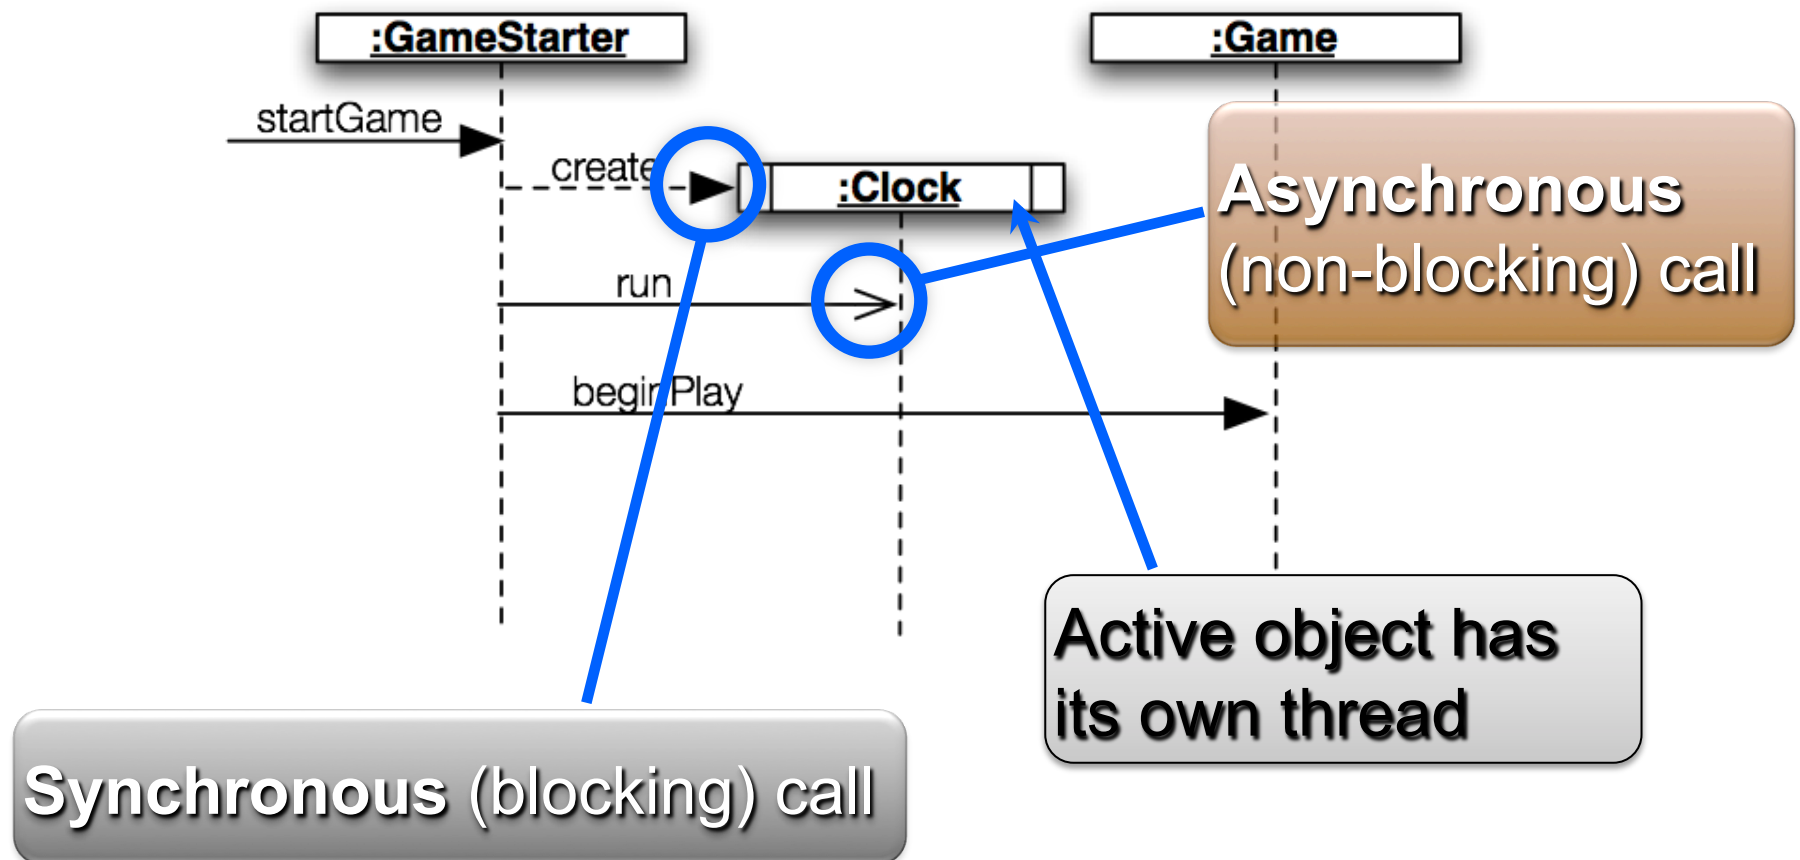 :GameStarter
:Game
startGame
create
:Clock
Asynchronous
(non-blocking) call
run
beginPlay
Active object has
its own thread
Synchronous (blocking) call